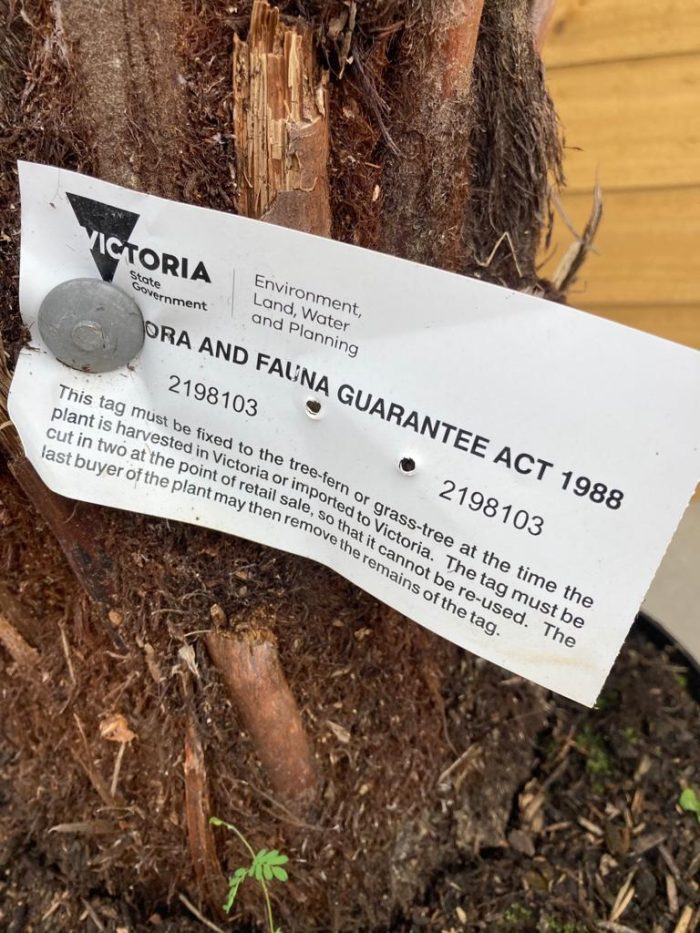 VICTORIA
State
Government
Environment,
Land, Water
and Planning
ORA AND FAUNA GUARANTEE ACT 1988
2198103
2198103
This tag must be fixed to the tree-fern or grass-tree at the time the
plant is harvested in Victoria or imported to Victoria. The tag must be
cut in two at the point of retail sale, so that it cannot be re-used. The
last buyer of the plant may then remove the remains of the tag.